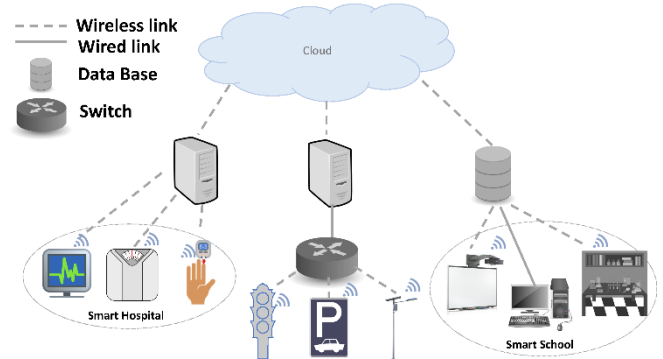 Wireless link
Wired link
Data Base
Switch
Cloud
Smart Hospital
P
Smart School